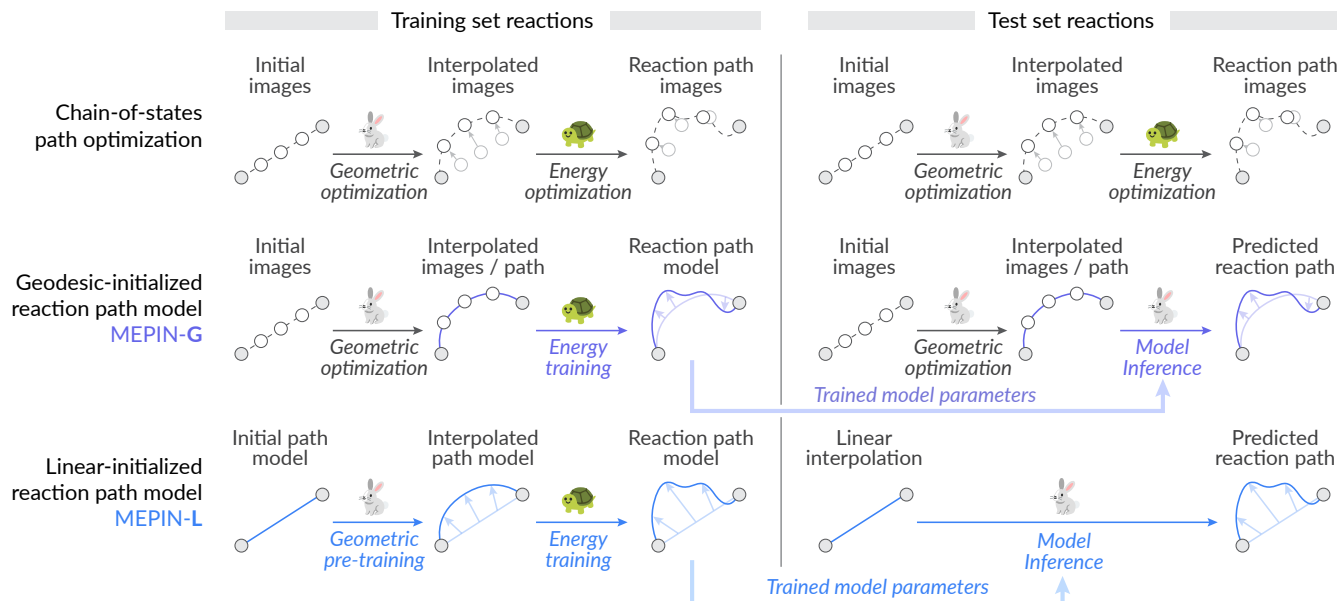 Training set reactions
Test set reactions
Chain-of-states
path optimization
Initial
images
Geometric
optimization
Interpolated
images
Energy
optimization
Reaction path
images
Initial
images
Geometric
optimization
Interpolated
images
Energy
optimization
Reaction path
images
Geodesic-initialized
reaction path model
MEPIN-G
Initial
images
Geometric
optimization
Interpolated
images / path
Energy
training
Reaction path
model
Initial
images
Geometric
optimization
Interpolated
images / path
Model
Inference
Predicted
reaction path
Trained model parameters
Linear-initialized
reaction path model
MEPIN-L
Initial path
model
Geometric
pre-training
Interpolated
path model
Energy
training
Reaction path
model
Linear
interpolation
Model
Inference
Predicted
reaction path
Trained model parameters